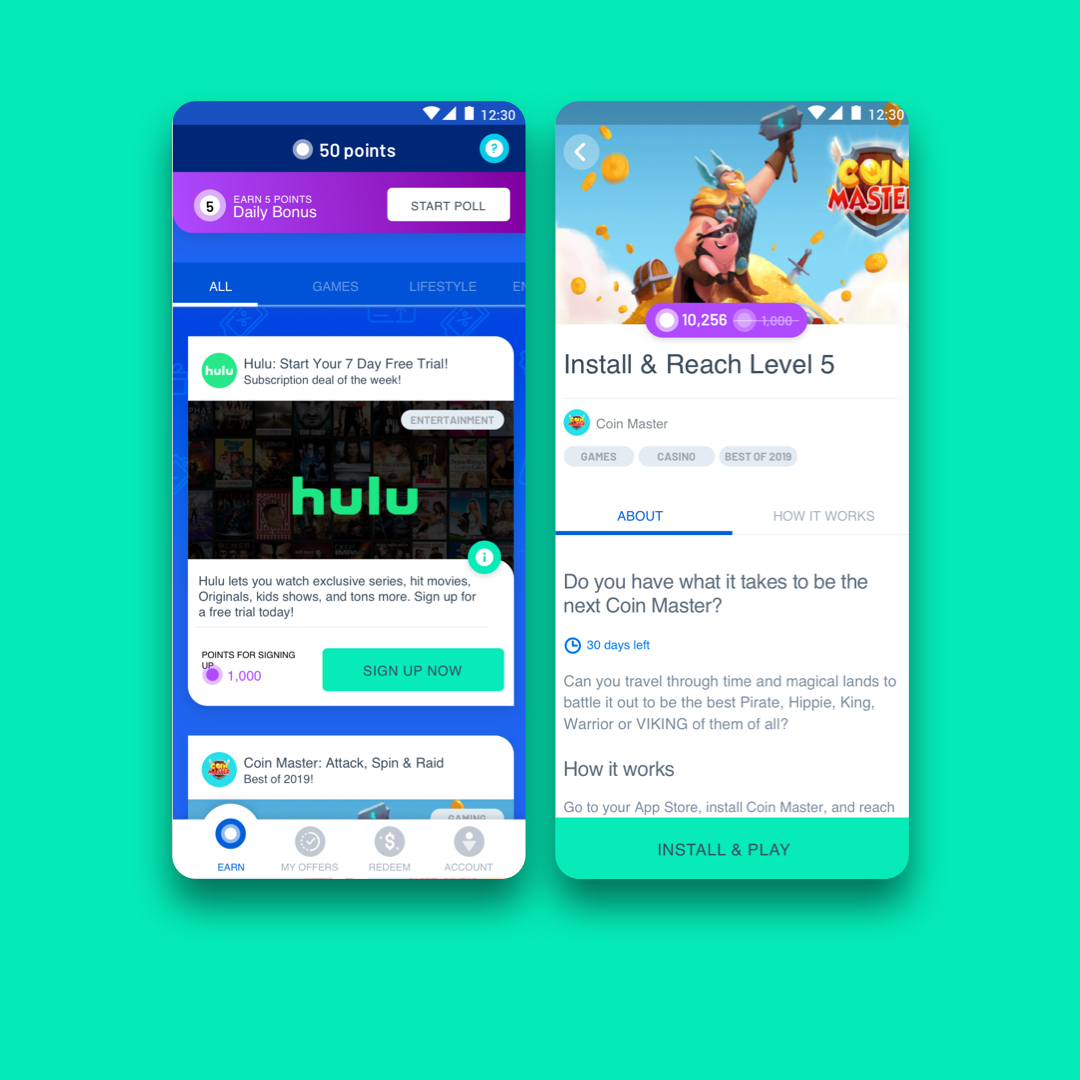 12:30
50 points
?
5
EARN 5 POINTS
Daily Bonus
START POLL
ALL
GAMES
LIFESTYLE
EN
hulu
Hulu: Start Your 7 Day Free Trial!
Subscription deal of the week!
ENTERTAINMENT
hulu
i
Hulu lets you watch exclusive series, hit movies,
Originals, kids shows, and tons more. Sign up for
a free trial today!
POINTS FOR SIGNING
UP
1,000
SIGN UP NOW
COIN MASTER
Coin Master: Attack, Spin & Raid
Best of 2019!
GAMING
EARN
MY OFFERS
REDEEM
ACCOUNT
12:30
COIN
MASTER
10,256 1,000
Install & Reach Level 5
Coin Master
GAMES
CASINO
BEST OF 2019
ABOUT
HOW IT WORKS
Do you have what it takes to be the
next Coin Master?
30 days left
Can you travel through time and magical lands to
battle it out to be the best Pirate, Hippie, King,
Warrior or VIKING of them of all?
How it works
Go to your App Store, install Coin Master, and reach
INSTALL & PLAY